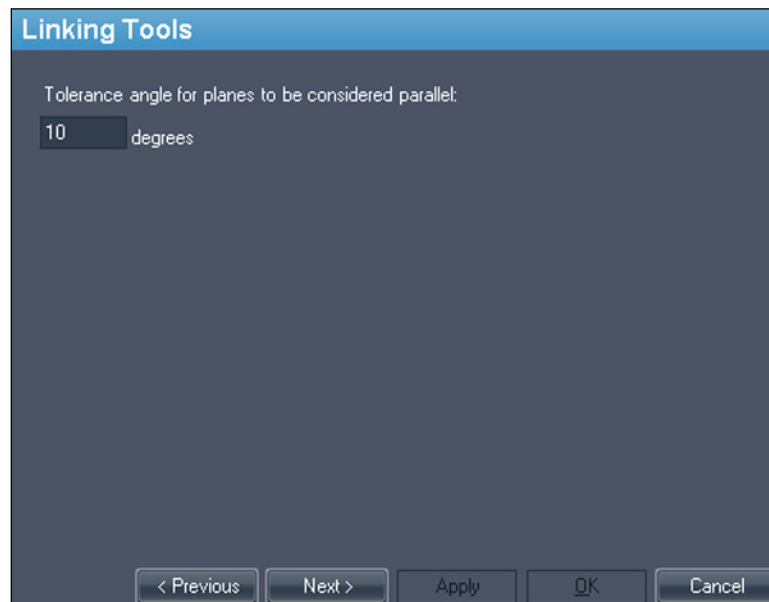 Linking Tools
Tolerance angle for planes to be considered parallel:
10 degrees
< Previous Next > Apply OK Cancel